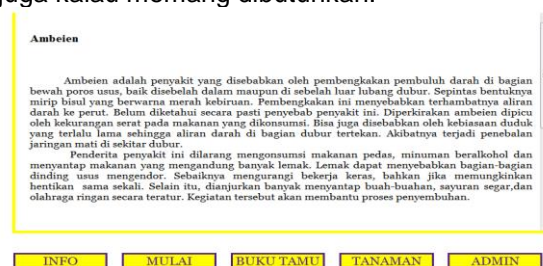 juga kalau memang dibutuhkan.
Ambeien
Ambeien adalah penyakit yang disebabkan oleh pembengkakan pembuluh darah di bagian
bewah poros usus, baik disebelah dalam maupun di sebelah luar lubang dubur. Sepintas bentuknya
mirip bisul yang berwarna merah kebiruan. Pembengkakan ini menyebabkan terhambatnya aliran
darah ke perut. Belum diketahui secara pasti penyebab penyakit ini. Diperkirakan ambeien dipicu
oleh kekurangan serat pada makanan yang dikonsumsi. Bisa juga disebabkan oleh kebiasaan duduk
yang terlalu lama sehingga aliran darah di bagian dubur tertekan. Akibatnya terjadi penebalan
jaringan mati di sekitar dubur.
Penderita penyakit ini dilarang mengonsumsi makanan pedas, minuman beralkohol dan
menyantap makanan yang mengandung banyak lemak. Lemak dapat menyebabkan bagian-bagian
dinding usus mengendor. Sebaiknya mengurangi bekerja keras, bahkan jika memungkinkan
hentikan sama sekali. Selain itu, dianjurkan banyak menyantap buah-buahan, sayuran segar,dan
olahraga ringan secara teratur. Kegiatan tersebut akan membantu proses penyembuhan.
INFO MULAI BUKU TAMU TANAMAN ADMIN